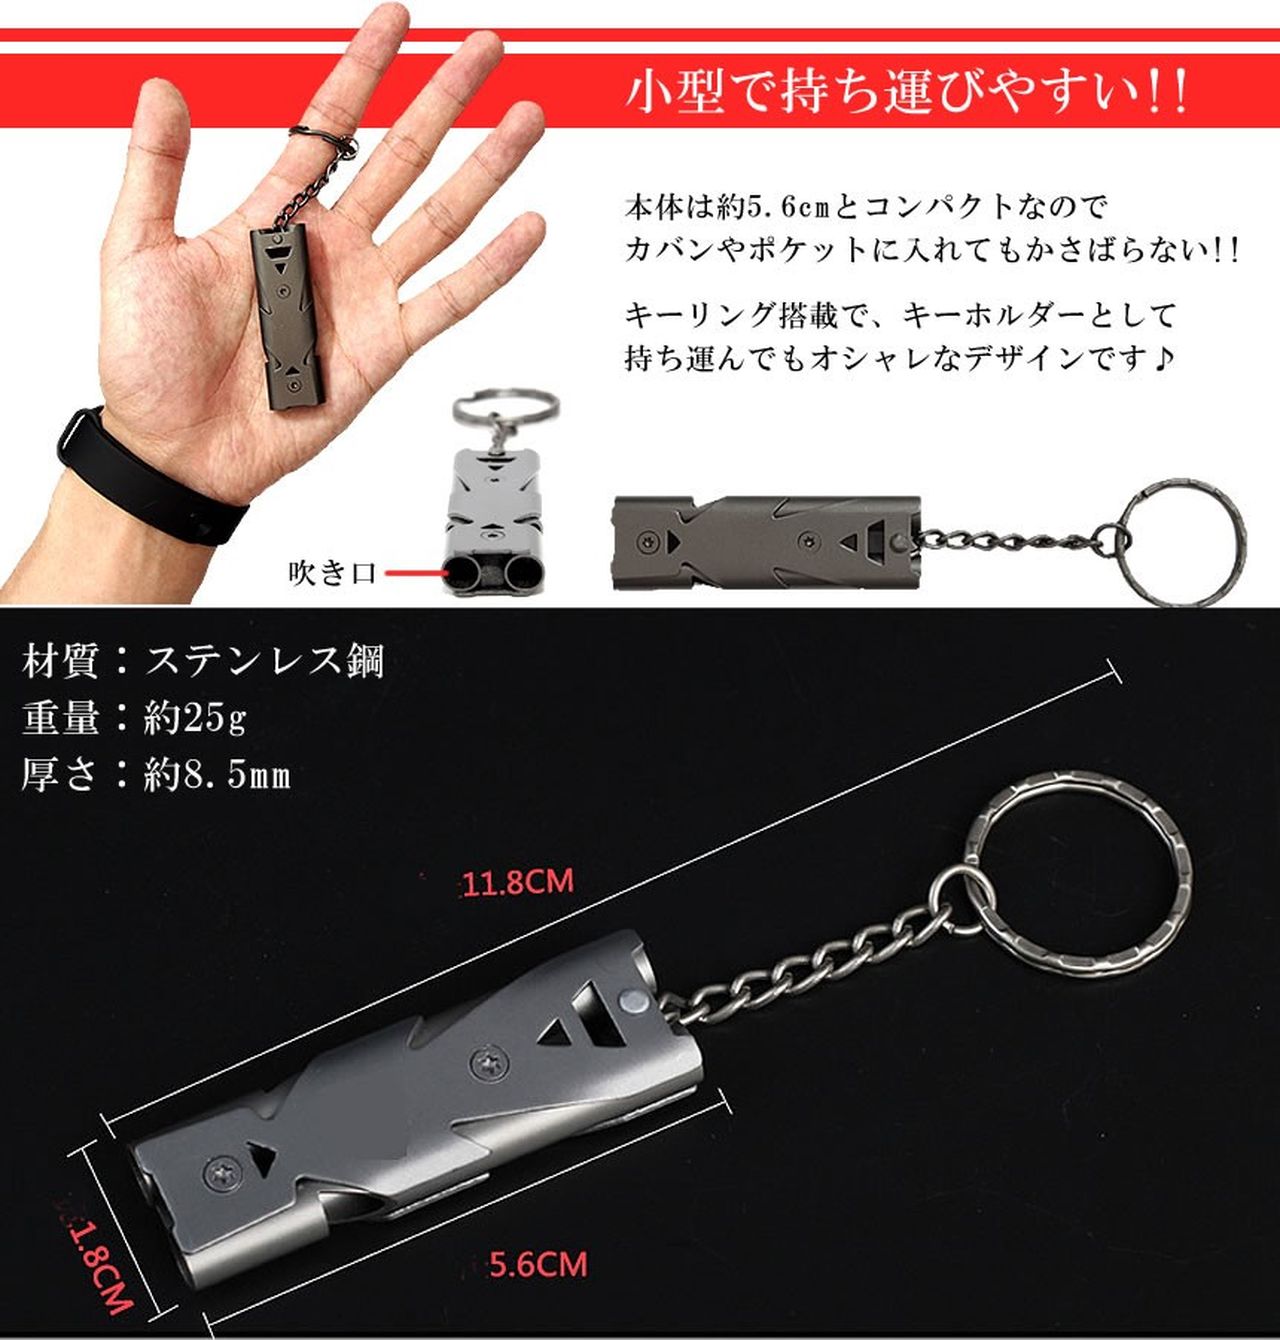 小型で持ち運びやすい!!
本体は約5.6cmとコンパクトなので
カバンやポケットに入れてもかさばらない!!
キーリング搭載で、キーホルダーとして
持ち運んでもオシャレなデザインです♪
吹き口
材質：ステンレス鋼
重量：約25g
厚さ：約8.5mm
11.8CM
5.6CM
1.8CM